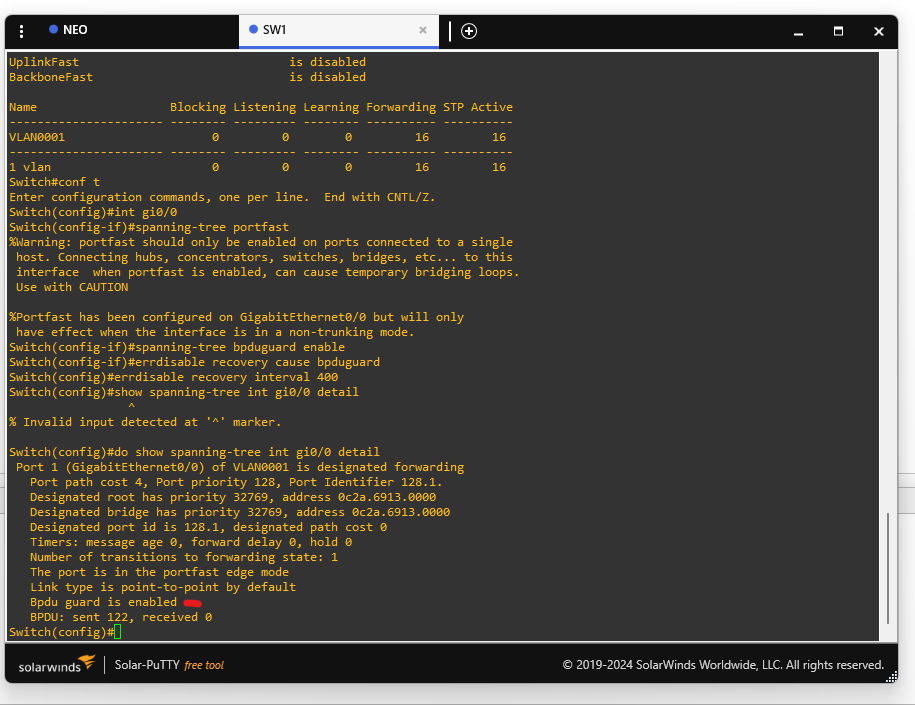 NEO
SW1
UplinkFast                              is disabled
BackboneFast                            is disabled
Name                   Blocking Listening Learning Forwarding STP Active
---------------------- -------- --------- -------- ---------- ----------
VLAN0001                     0         0        0         16         16
---------------------- -------- --------- -------- ---------- ----------
1 vlan                       0         0        0         16         16
Switch#conf t
Enter configuration commands, one per line.  End with CNTL/Z.
Switch(config)#int gi0/0
Switch(config-if)#spanning-tree portfast
%Warning: portfast should only be enabled on ports connected to a single
 host. Connecting hubs, concentrators, switches, bridges, etc... to this
 interface  when portfast is enabled, can cause temporary bridging loops.
 Use with CAUTION
%Portfast has been configured on GigabitEthernet0/0 but will only
 have effect when the interface is in a non-trunking mode.
Switch(config-if)#spanning-tree bpduguard enable
Switch(config-if)#errdisable recovery cause bpduguard
Switch(config)#errdisable recovery interval 400
Switch(config)#show spanning-tree int gi0/0 detail
                 ^
% Invalid input detected at '^' marker.
Switch(config)#do show spanning-tree int gi0/0 detail
 Port 1 (GigabitEthernet0/0) of VLAN0001 is designated forwarding
   Port path cost 4, Port priority 128, Port Identifier 128.1.
   Designated root has priority 32769, address 0c2a.6913.0000
   Designated bridge has priority 32769, address 0c2a.6913.0000
   Designated port id is 128.1, designated path cost 0
   Timers: message age 0, forward delay 0, hold 0
   Number of transitions to forwarding state: 1
   The port is in the portfast edge mode
   Link type is point-to-point by default
   Bpdu guard is enabled
   BPDU: sent 122, received 0
Switch(config)#
solarwinds Solar-PuTTY free tool
© 2019-2024 SolarWinds Worldwide, LLC. All rights reserved.